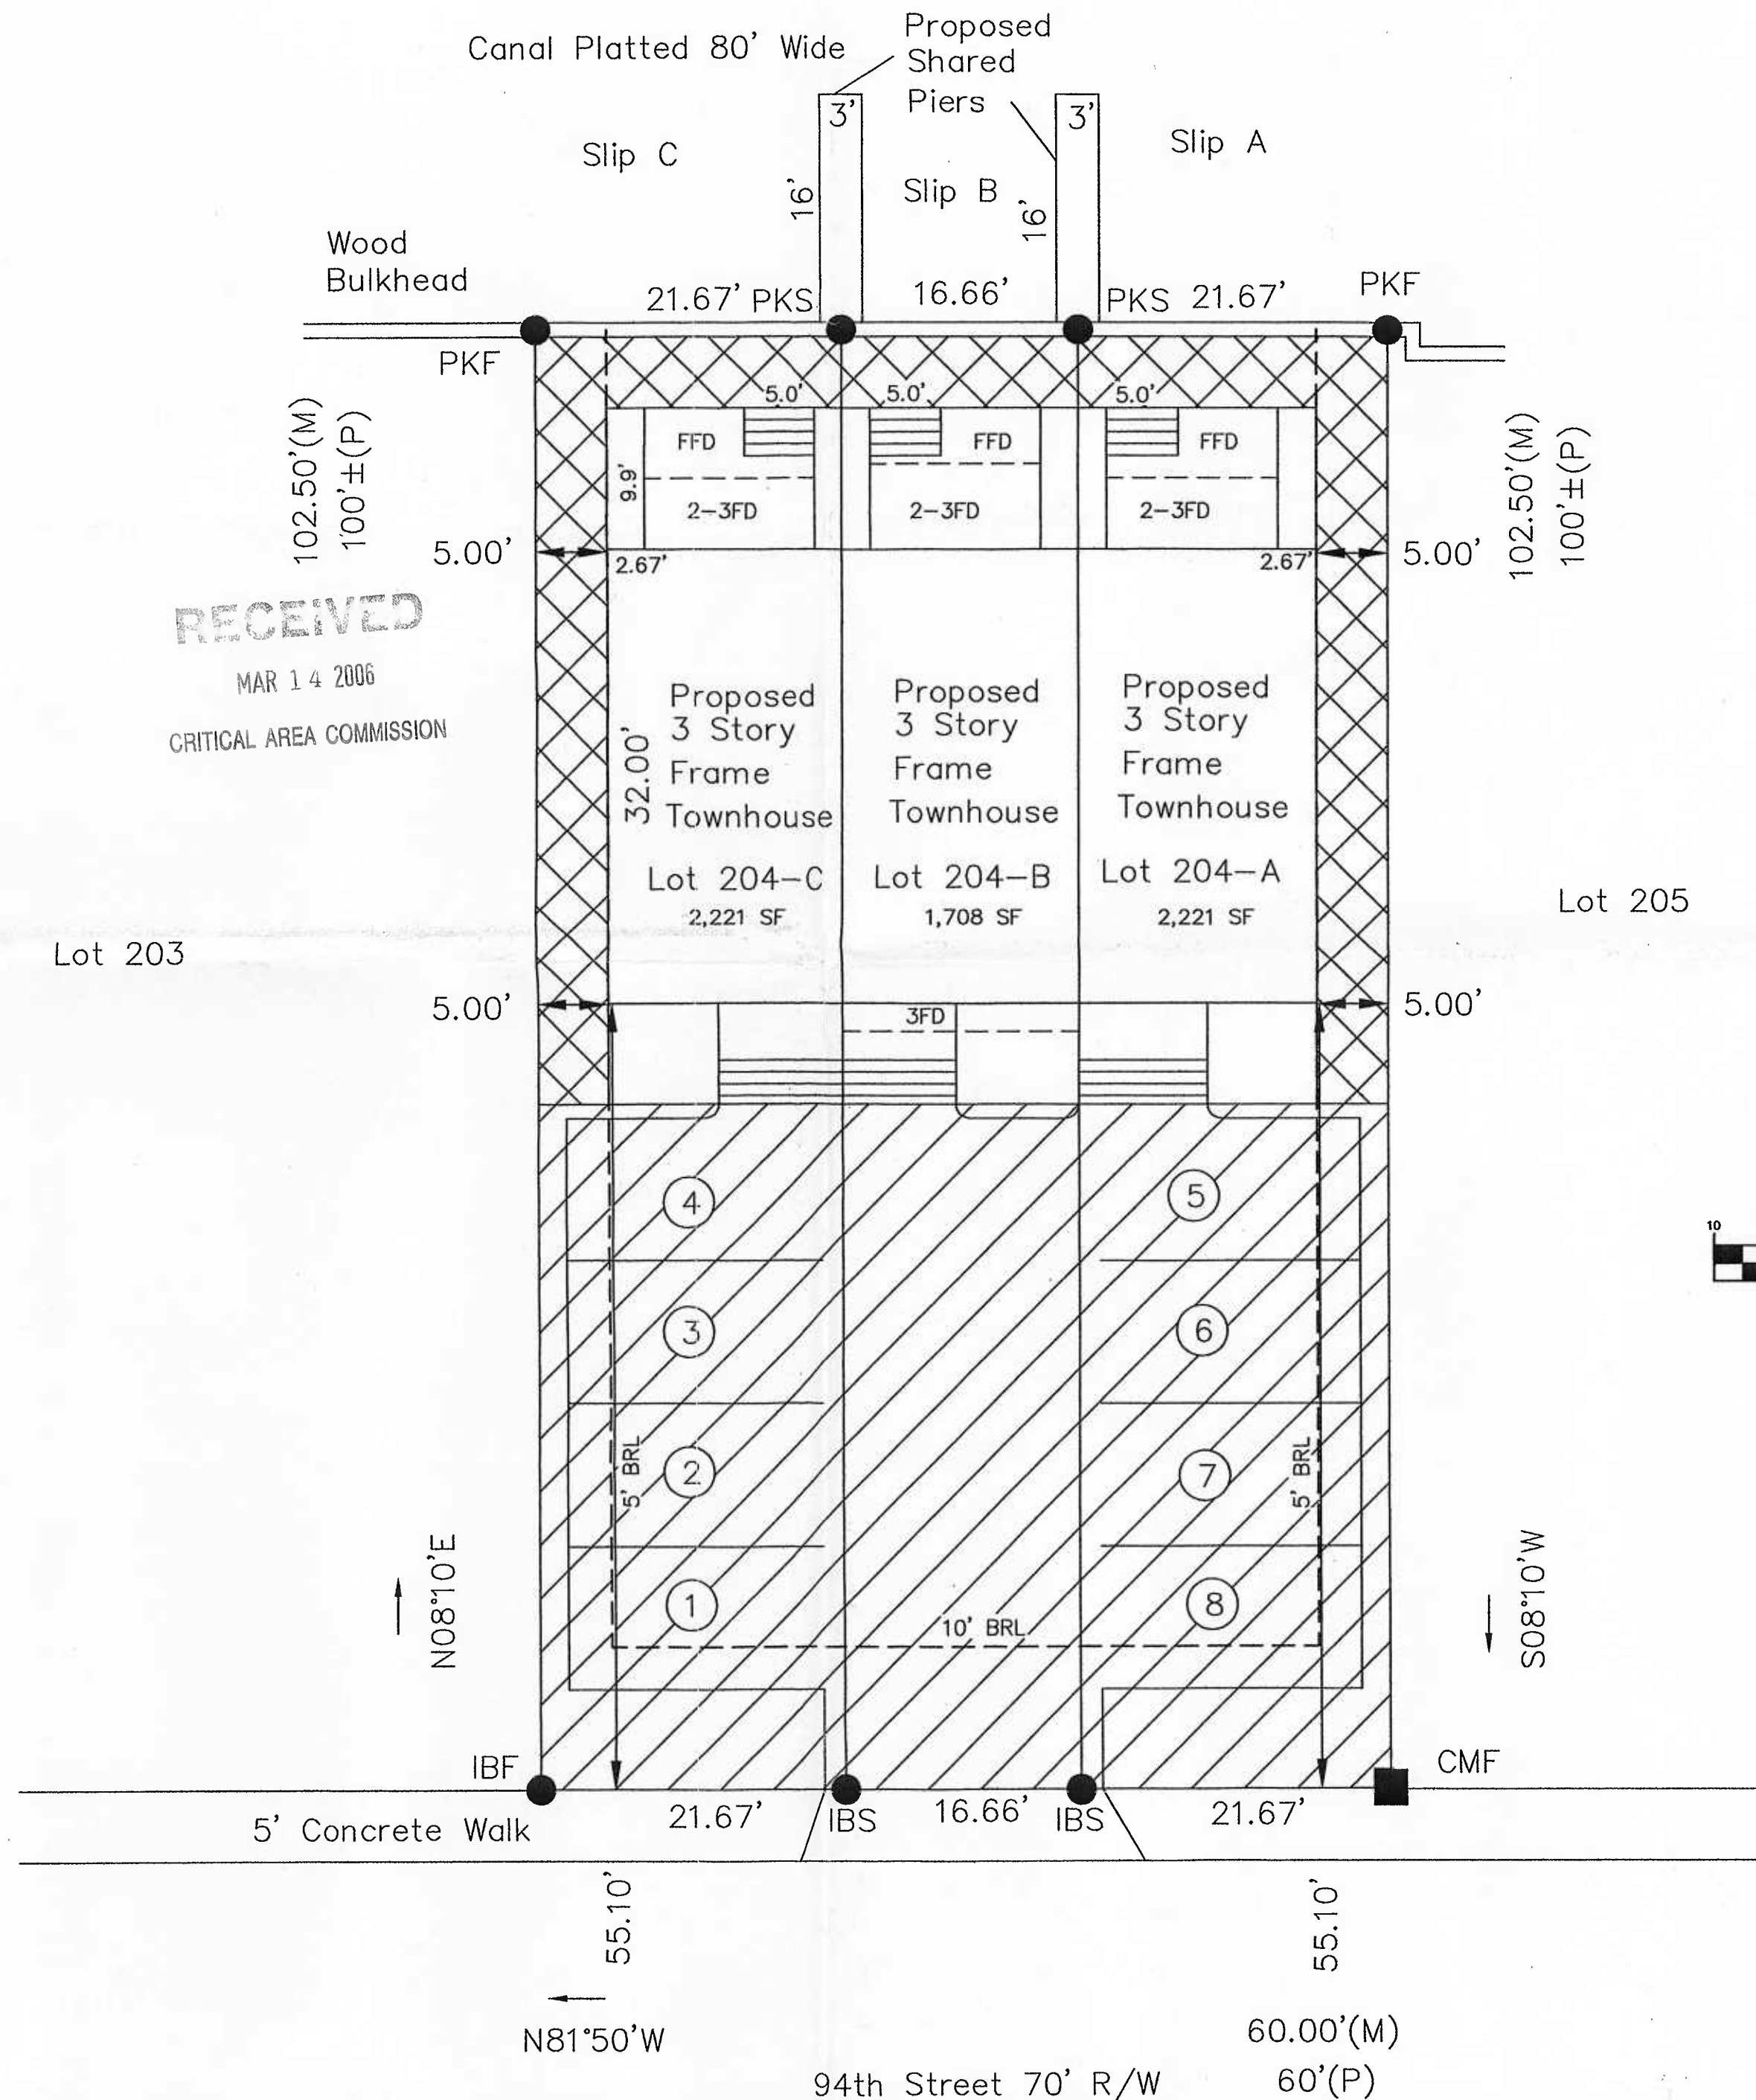 Canal Platted 80' Wide
Proposed
Shared
Piers
3'
3'
Slip C
Slip B
Slip A
16'
16'
Wood
Bulkhead
21.67'
PKS
16.66'
PKS
21.67'
PKF
PKF
5.0'
5.0'
5.0'
FFD
FFD
FFD
9.9'
2-3FD
2-3FD
2-3FD
102.50'(M)
100'±(P)
102.50'(M)
100'±(P)
5.00'
2.67'
2.67'
5.00'
RECEIVED
MAR 14 2006
CRITICAL AREA COMMISSION
32.00'
Proposed
3 Story
Frame
Townhouse
Lot 204-C
2,221 SF
Proposed
3 Story
Frame
Townhouse
Lot 204-B
1,708 SF
Proposed
3 Story
Frame
Townhouse
Lot 204-A
2,221 SF
Lot 203
Lot 205
5.00'
3FD
5.00'
4
5
10
3
6
2
5' BRL
7
5' BRL
1
8
10' BRL
N08°10'E
S08°10'W
IBF
CMF
21.67'
IBS
16.66'
IBS
21.67'
5' Concrete Walk
55.10'
55.10'
N81°50'W
60.00'(M)
60'(P)
94th Street 70' R/W